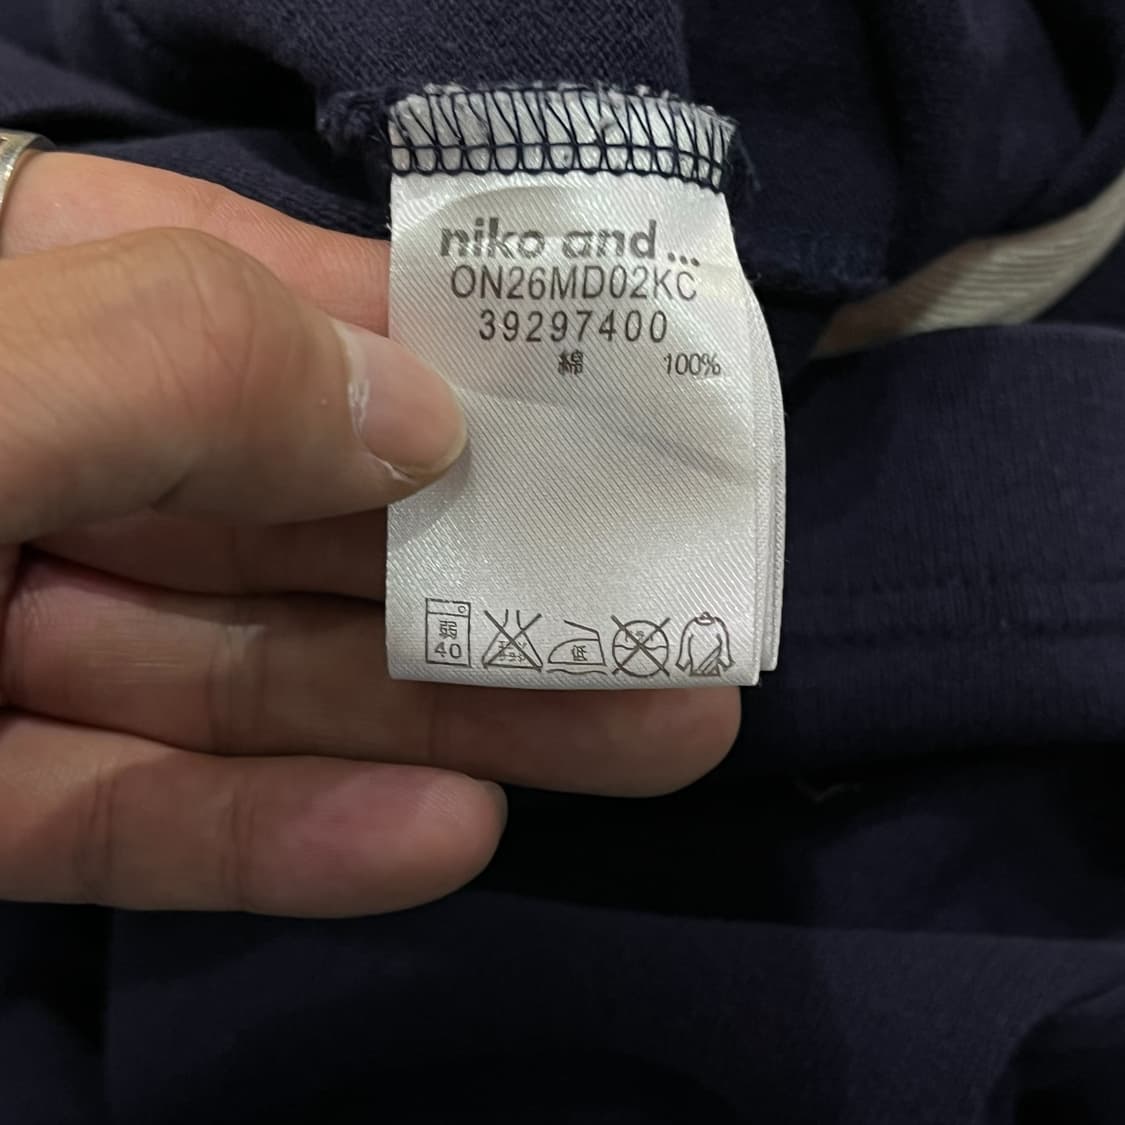 niko and...
ON26MD02KC
39297400
綿 100%
弱
40
低